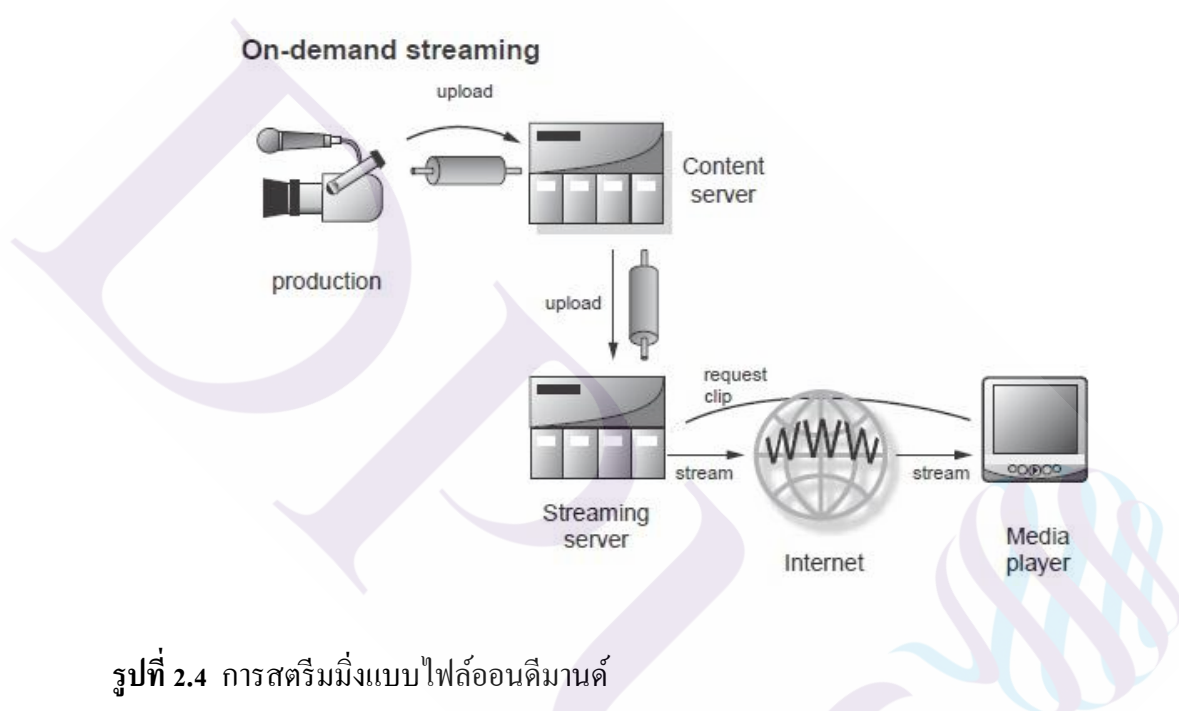 On-demand streaming
upload
Content
server
production
upload
request
clip
WWW
stream
stream
Streaming
server
Internet
Media
player
รูปที่ 2.4 การสตรีมมิ่งแบบไฟล์ออนดีมานด์